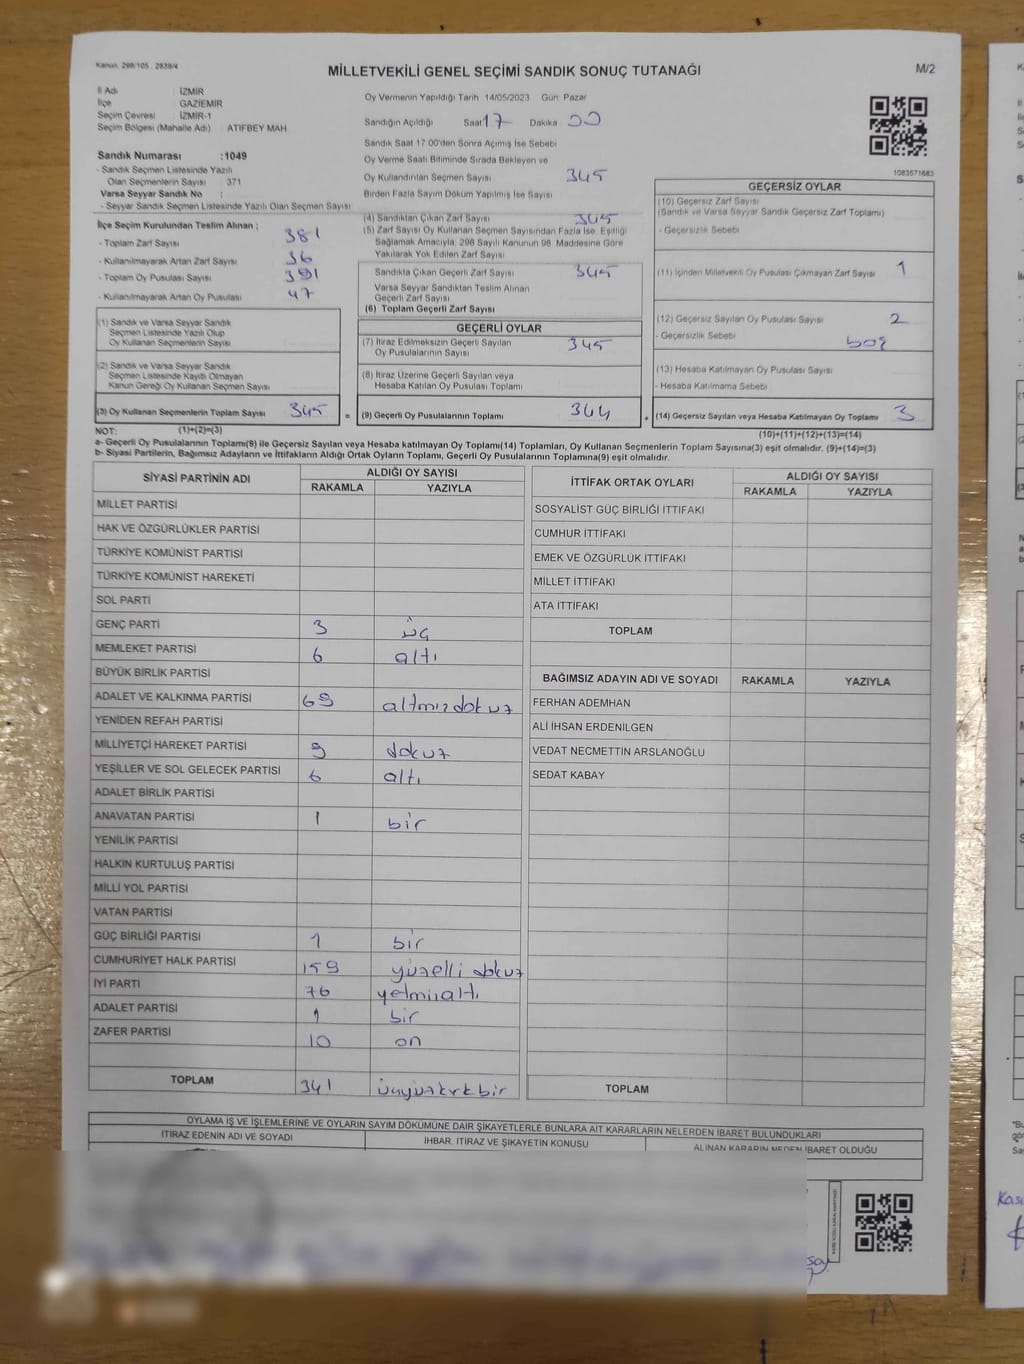 Kanun. 298/105 . 2839/4
MİLLETVEKİLİ GENEL SEÇİMİ SANDIK SONUÇ TUTANAĞI
M/2
İl Adı : İZMİR
İlçe GAZİEMİR
Seçim Çevresi : İZMİR-1
Seçim Bölgesi (Mahalle Adı) ATIFBEY MAH
Oy Vermenin Yapıldığı Tarih 14/05/2023 Gün: Pazar
Sandığın Açıldığı Saat 17 Dakika 00
Sandık Saat 17:00'den Sonra Açılmış İse Sebebi
Oy Verme Saati Bitiminde Sırada Bekleyen ve
Oy Kullandırılan Seçmen Sayısı 345
Birden Fazla Sayım Döküm Yapılmış İse Sayısı
Sandık Numarası :1049
- Sandık Seçmen Listesinde Yazılı
Olan Seçmenlerin Sayısı 371
Varsa Seyyar Sandık No :
- Seyyar Sandık Seçmen Listesinde Yazılı Olan Seçmen Sayısı
1083571683
İlçe Seçim Kurulundan Teslim Alınan ;
- Toplam Zarf Sayısı 381
- Kullanılmayarak Artan Zarf Sayısı 36
- Toplam Oy Pusulası Sayısı 391
- Kullanılmayarak Artan Oy Pusulası 47
(4) Sandıktan Çıkan Zarf Sayısı 345
(5) Zarf Sayısı Oy Kullanan Seçmen Sayısından Fazla İse, Eşitliği
Sağlamak Amacıyla, 298 Sayılı Kanunun 98. Maddesine Göre
Yakılarak Yok Edilen Zarf Sayısı
Sandıkta Çıkan Geçerli Zarf Sayısı 345
Varsa Seyyar Sandıktan Teslim Alınan
Geçerli Zarf Sayısı
(6) Toplam Geçerli Zarf Sayısı
GEÇERSİZ OYLAR
(10) Geçersiz Zarf Sayısı
(Sandık ve Varsa Seyyar Sandık Geçersiz Zarf Toplamı)
- Geçersizlik Sebebi
(11) İçinden Milletvekili Oy Pusulası Çıkmayan Zarf Sayısı 1
(12) Geçersiz Sayılan Oy Pusulası Sayısı 2
- Geçersizlik Sebebi boş
(13) Hesaba Katılmayan Oy Pusulası Sayısı
- Hesaba Katılmama Sebebi
(14) Geçersiz Sayılan veya Hesaba Katılmayan Oy Toplamı 3
(10)+(11)+(12)+(13)=(14)
(1) Sandık ve Varsa Seyyar Sandık
Seçmen Listesinde Yazılı Olup
Oy Kullanan Seçmenlerin Sayısı
(2) Sandık ve Varsa Seyyar Sandık
Seçmen Listesinde Kayıtlı Olmayan
Kanun Gereği Oy Kullanan Seçmen Sayısı
(3) Oy Kullanan Seçmenlerin Toplam Sayısı 345 =
GEÇERLİ OYLAR
(7) İtiraz Edilmeksizin Geçerli Sayılan
Oy Pusulalarının Sayısı 345
(8) İtiraz Üzerine Geçerli Sayılan veya
Hesaba Katılan Oy Pusulası Toplamı
(9) Geçerli Oy Pusulalarının Toplamı 344 +
NOT: (1)+(2)=(3)
a- Geçerli Oy Pusulalarının Toplamı(9) ile Geçersiz Sayılan veya Hesaba katılmayan Oy Toplamı(14) Toplamları, Oy Kullanan Seçmenlerin Toplam Sayısına(3) eşit olmalıdır. (9)+(14)=(3)
b- Siyasi Partilerin, Bağımsız Adayların ve İttifakların Aldığı Ortak Oyların Toplamı, Geçerli Oy Pusulalarının Toplamına(9) eşit olmalıdır.
SİYASİ PARTİNİN ADI ALDIĞI OY SAYISI
RAKAMLA YAZIYLA
MİLLET PARTİSİ
HAK VE ÖZGÜRLÜKLER PARTİSİ
TÜRKİYE KOMÜNİST PARTİSİ
TÜRKİYE KOMÜNİST HAREKETİ
SOL PARTİ
GENÇ PARTİ 3 üç
MEMLEKET PARTİSİ 6 altı
BÜYÜK BİRLİK PARTİSİ
ADALET VE KALKINMA PARTİSİ 69 altmışdokuz
YENİDEN REFAH PARTİSİ
MİLLİYETÇİ HAREKET PARTİSİ 9 dokuz
YEŞİLLER VE SOL GELECEK PARTİSİ 6 altı
ADALET BİRLİK PARTİSİ
ANAVATAN PARTİSİ 1 bir
YENİLİK PARTİSİ
HALKIN KURTULUŞ PARTİSİ
MİLLİ YOL PARTİSİ
VATAN PARTİSİ
GÜÇ BİRLİĞİ PARTİSİ 1 bir
CUMHURİYET HALK PARTİSİ 159 yüzelli dokuz
İYİ PARTİ 76 yetmişaltı
ADALET PARTİSİ 1 bir
ZAFER PARTİSİ 10 on
TOPLAM 341 üçyüzkırkbir
İTTİFAK ORTAK OYLARI ALDIĞI OY SAYISI
RAKAMLA YAZIYLA
SOSYALİST GÜÇ BİRLİĞİ İTTİFAKI
CUMHUR İTTİFAKI
EMEK VE ÖZGÜRLÜK İTTİFAKI
MİLLET İTTİFAKI
ATA İTTİFAKI
TOPLAM
BAĞIMSIZ ADAYIN ADI VE SOYADI RAKAMLA YAZIYLA
FERHAN ADEMHAN
ALİ İHSAN ERDENİLGEN
VEDAT NECMETTİN ARSLANOĞLU
SEDAT KABAY
TOPLAM
OYLAMA İŞ VE İŞLEMLERİNE VE OYLARIN SAYIM DÖKÜMÜNE DAİR ŞİKAYETLERLE BUNLARA AİT KARARLARIN NELERDEN İBARET BULUNDUKLARI
İTİRAZ EDENİN ADI VE SOYADI İHBAR, İTİRAZ VE ŞİKAYETİN KONUSU ALINAN KARARIN NEDEN İBARET OLDUĞU